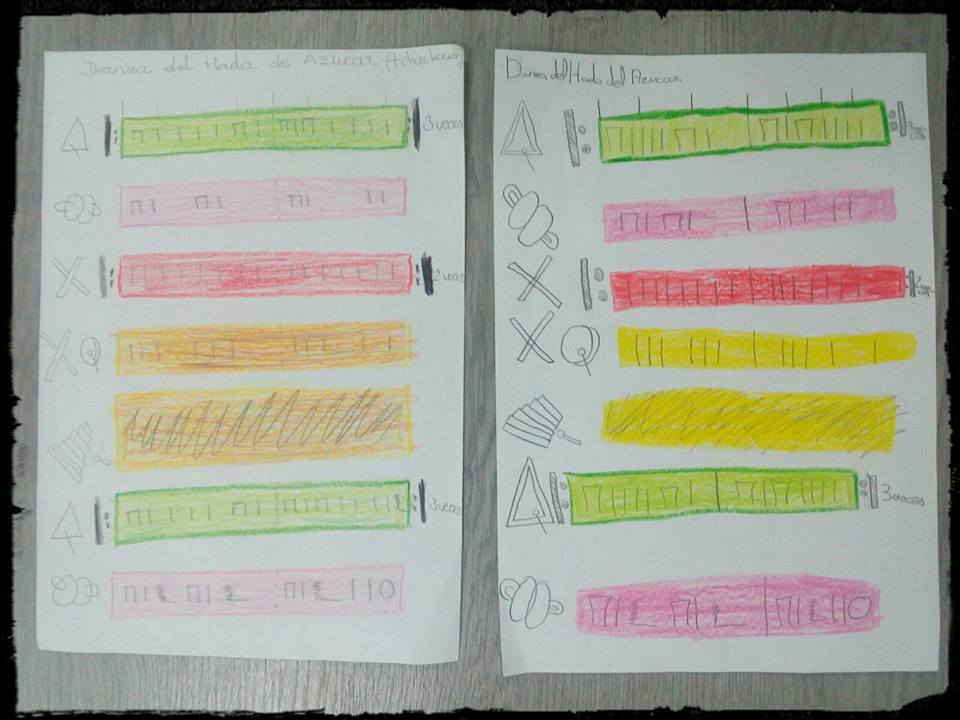 Danza del Hada de Azucar
3 veces
2 veces
3 veces
Danza del Hada del Azucar.
3 veces